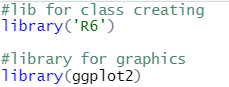 #lib for class creating
library('R6')
#library for graphics
library(ggplot2)